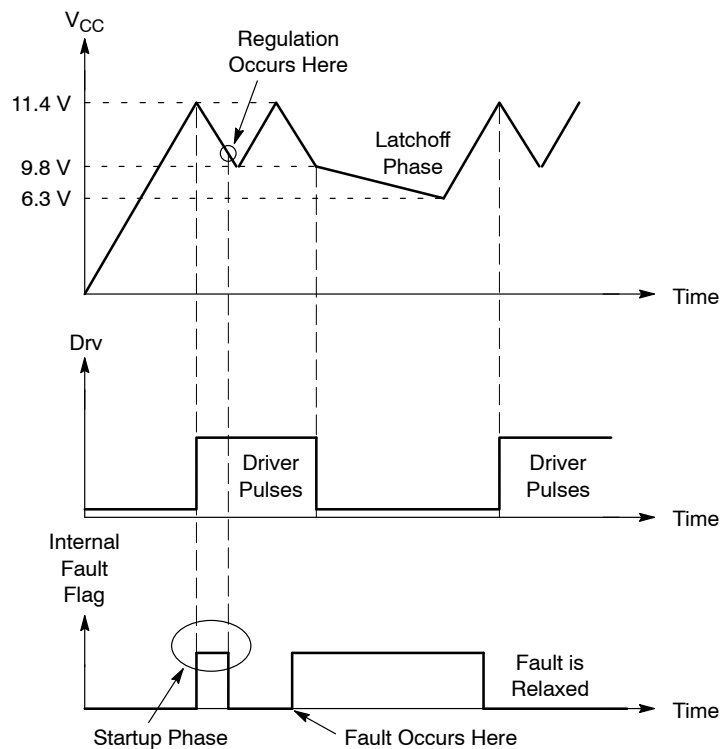 VCC
Regulation
Occurs Here
11.4 V
Latchoff
Phase
9.8 V
6.3 V
Time
Drv
Driver
Pulses
Driver
Pulses
Time
Internal
Fault
Flag
Fault is
Relaxed
Time
Startup Phase
Fault Occurs Here